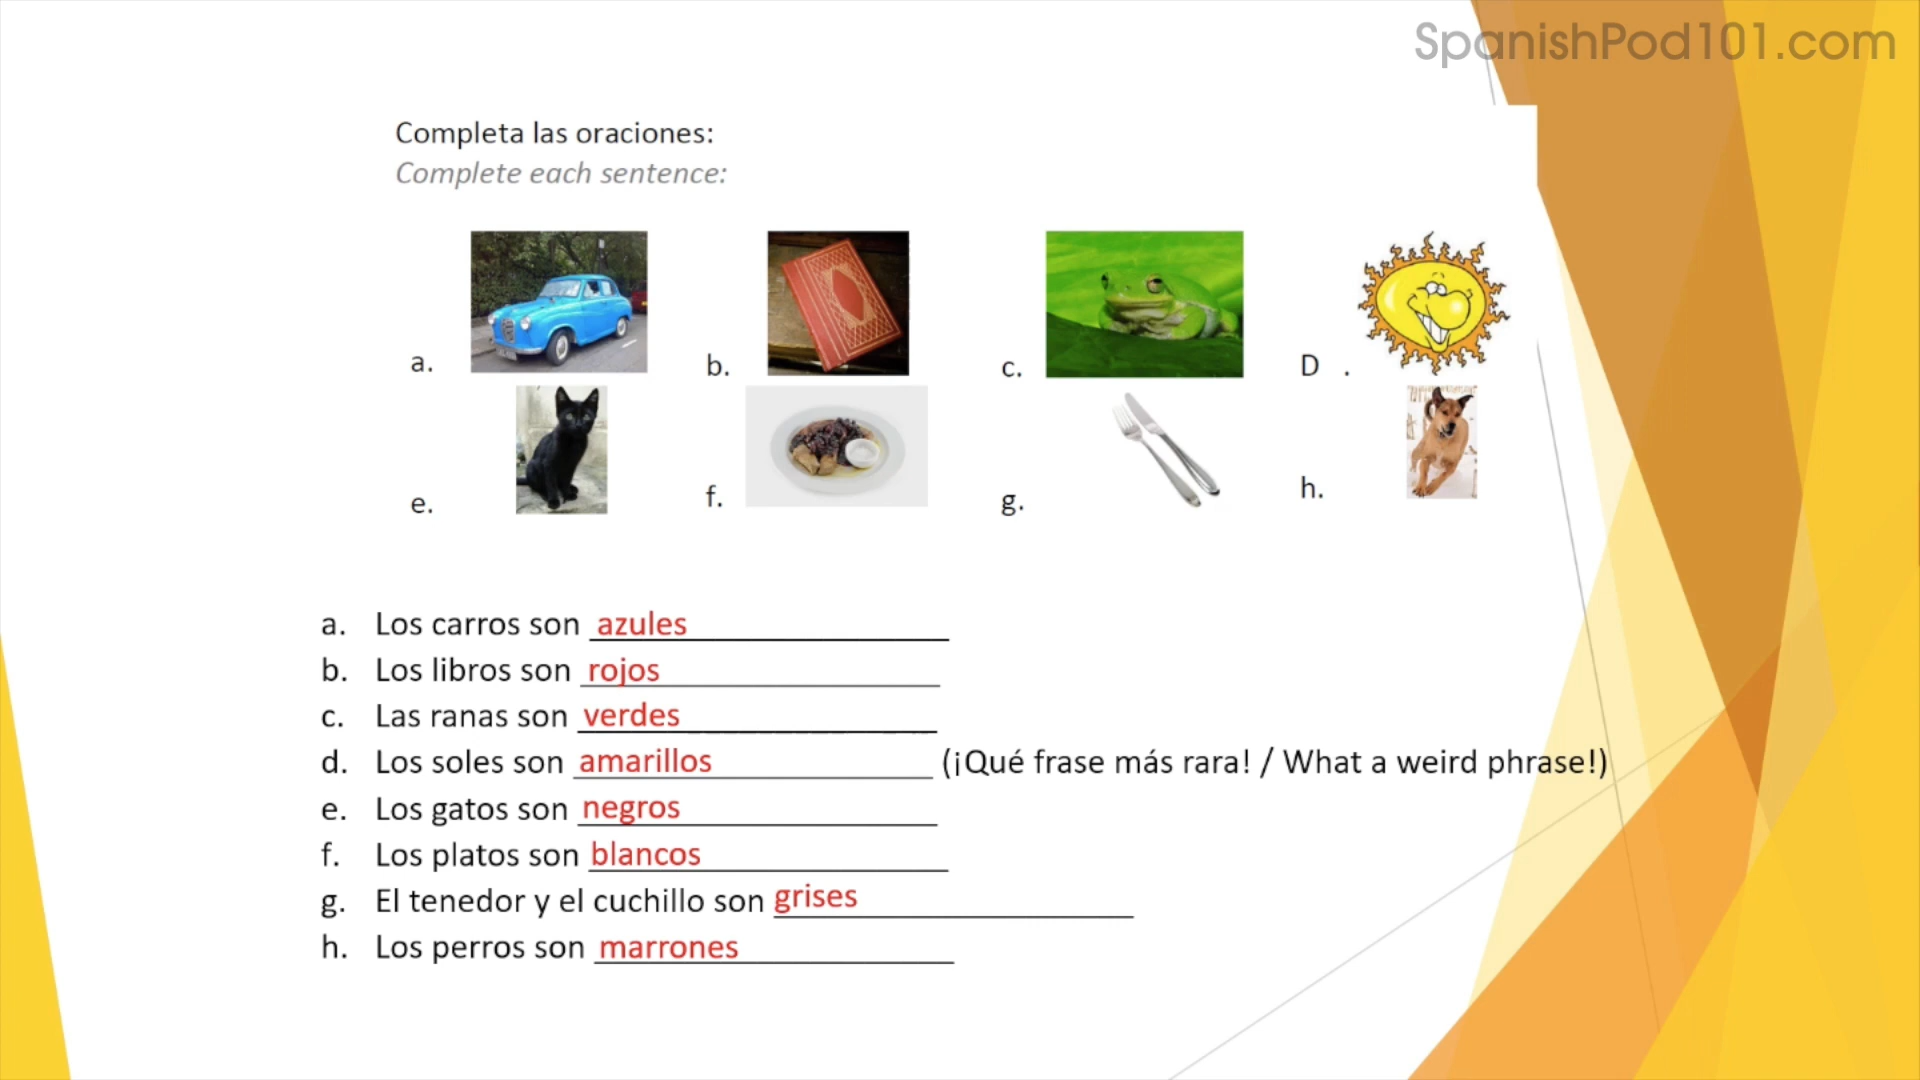 SpanishPod101.com
Completa las oraciones:
Complete each sentence:
a.
b.
c.
D .
e.
f.
g.
h.
a. Los carros son azules
b. Los libros son rojos
c. Las ranas son verdes
d. Los soles son amarillos (¡Qué frase más rara! / What a weird phrase!)
e. Los gatos son negros
f. Los platos son blancos
g. El tenedor y el cuchillo son grises
h. Los perros son marrones